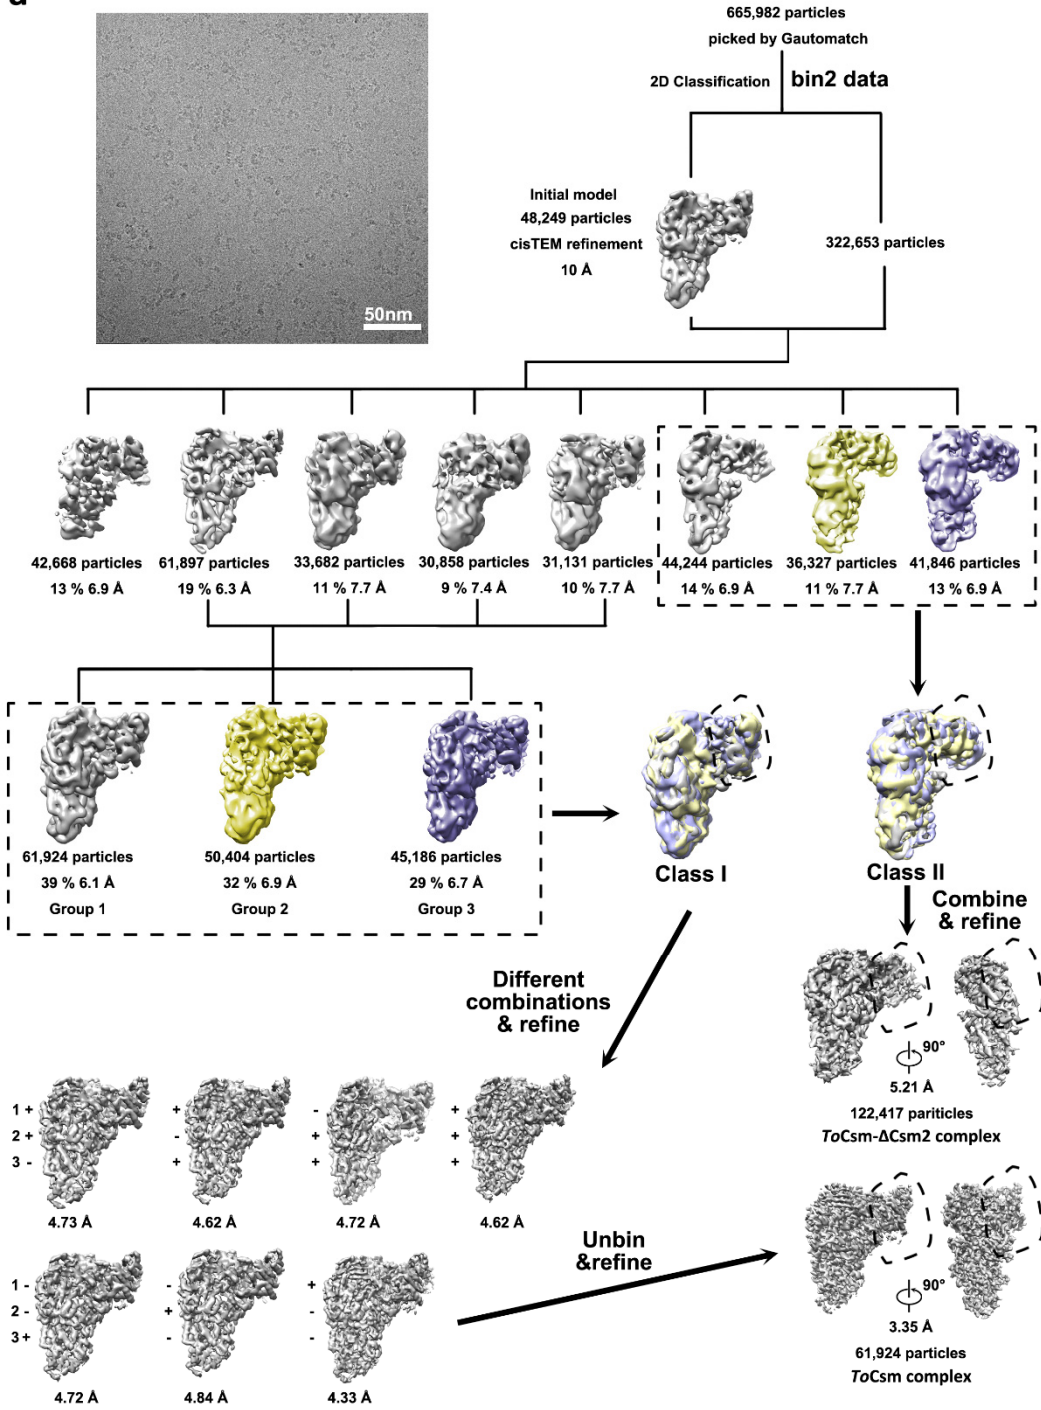 a
665,982 particles
picked by Gautomatch
2D Classification bin2 data
50nm
Initial model
48,249 particles
cisTEM refinement
10 Å
322,653 particles
42,668 particles 61,897 particles 33,682 particles 30,858 particles 31,131 particles 44,244 particles 36,327 particles 41,846 particles
13 % 6.9 Å 19 % 6.3 Å 11 % 7.7 Å 9 % 7.4 Å 10 % 7.7 Å 14 % 6.9 Å 11 % 7.7 Å 13 % 6.9 Å
61,924 particles 50,404 particles 45,186 particles
39 % 6.1 Å 32 % 6.9 Å 29 % 6.7 Å
Group 1 Group 2 Group 3
Class I Class II
Combine
& refine
Different
combinations
& refine
90°
5.21 Å
122,417 pariticles
ToCsm-ΔCsm2 complex
1 + + - +
2 + - + +
3 - + + +
4.73 Å 4.62 Å 4.72 Å 4.62 Å
Unbin
&refine
1 - - +
2 - + -
3 + - -
4.72 Å 4.84 Å 4.33 Å
90°
3.35 Å
61,924 particles
ToCsm complex